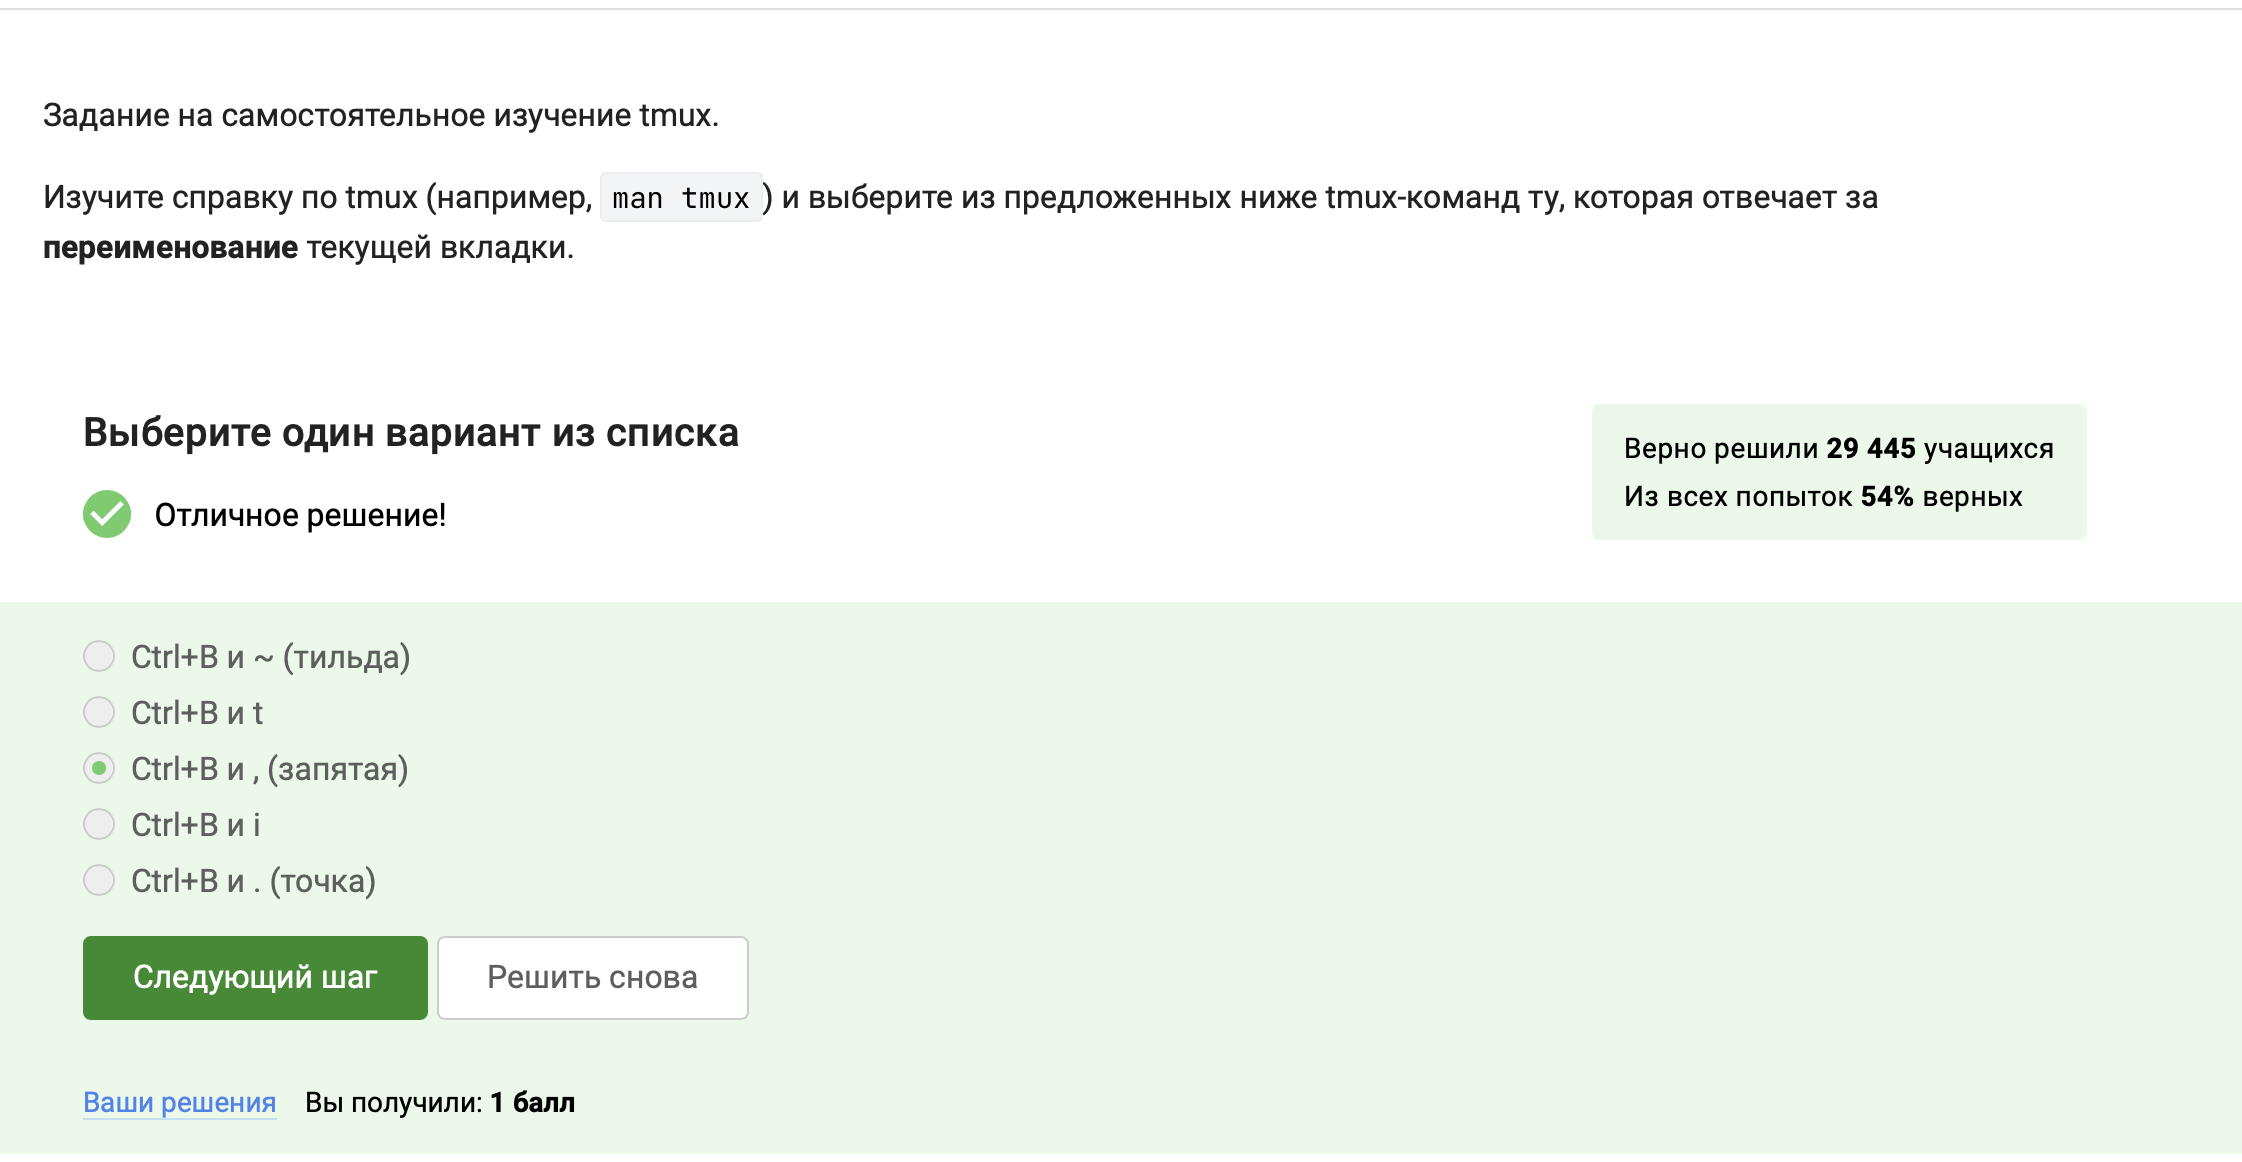 Задание на самостоятельное изучение tmux.
Изучите справку по tmux (например, man tmux) и выберите из предложенных ниже tmux-команд ту, которая отвечает за
переименование текущей вкладки.
Выберите один вариант из списка
Верно решили 29 445 учащихся
Из всех попыток 54% верных
Отличное решение!
Ctrl+B и ~ (тильда)
Ctrl+B и t
Ctrl+B и , (запятая)
Ctrl+B и i
Ctrl+B и . (точка)
Следующий шаг
Решить снова
Ваши решения Вы получили: 1 балл